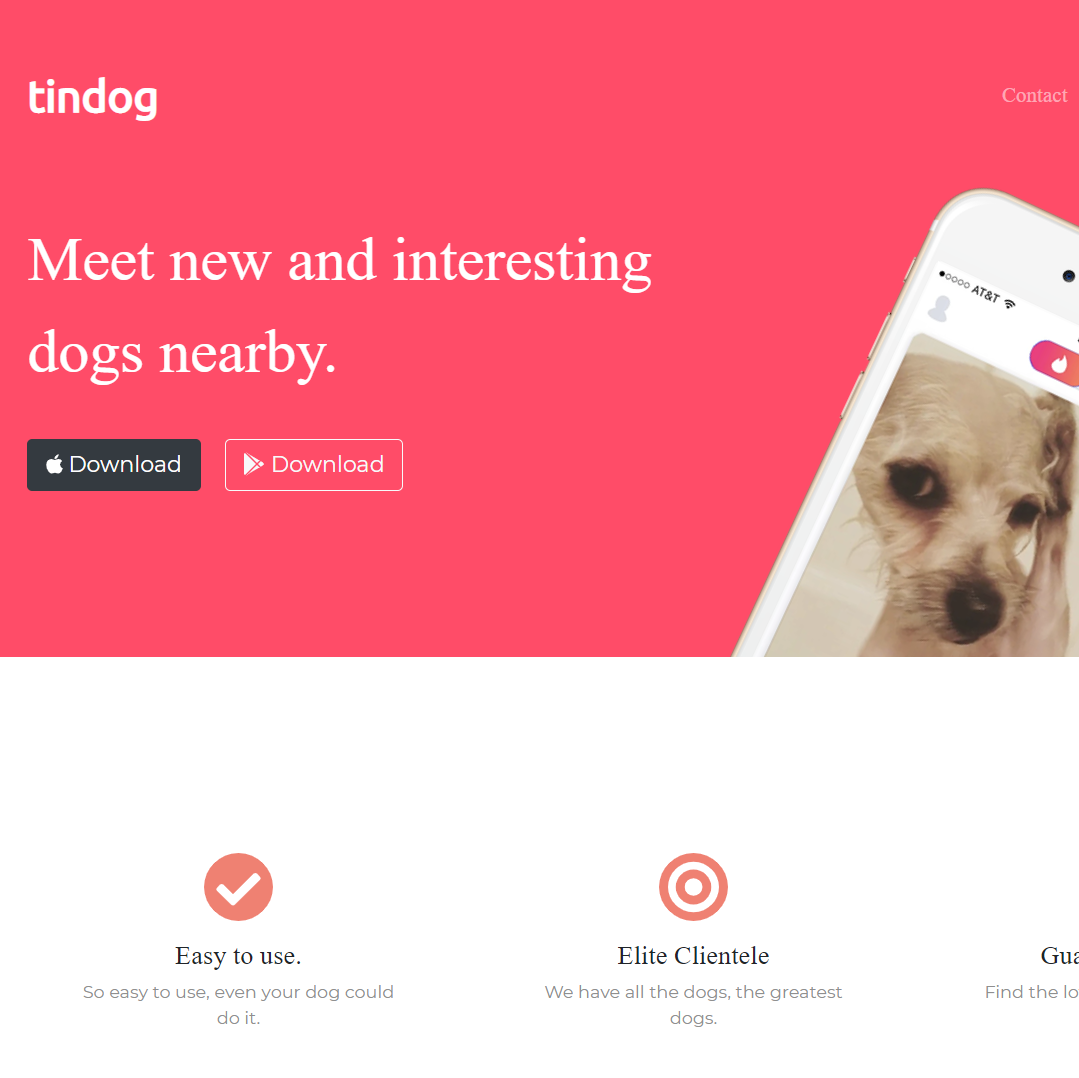 tindog
Contact
Meet new and interesting
dogs nearby.
Download
Download
AT&T
Easy to use.
So easy to use, even your dog could
do it.
Elite Clientele
We have all the dogs, the greatest
dogs.
Gua
Find the lo